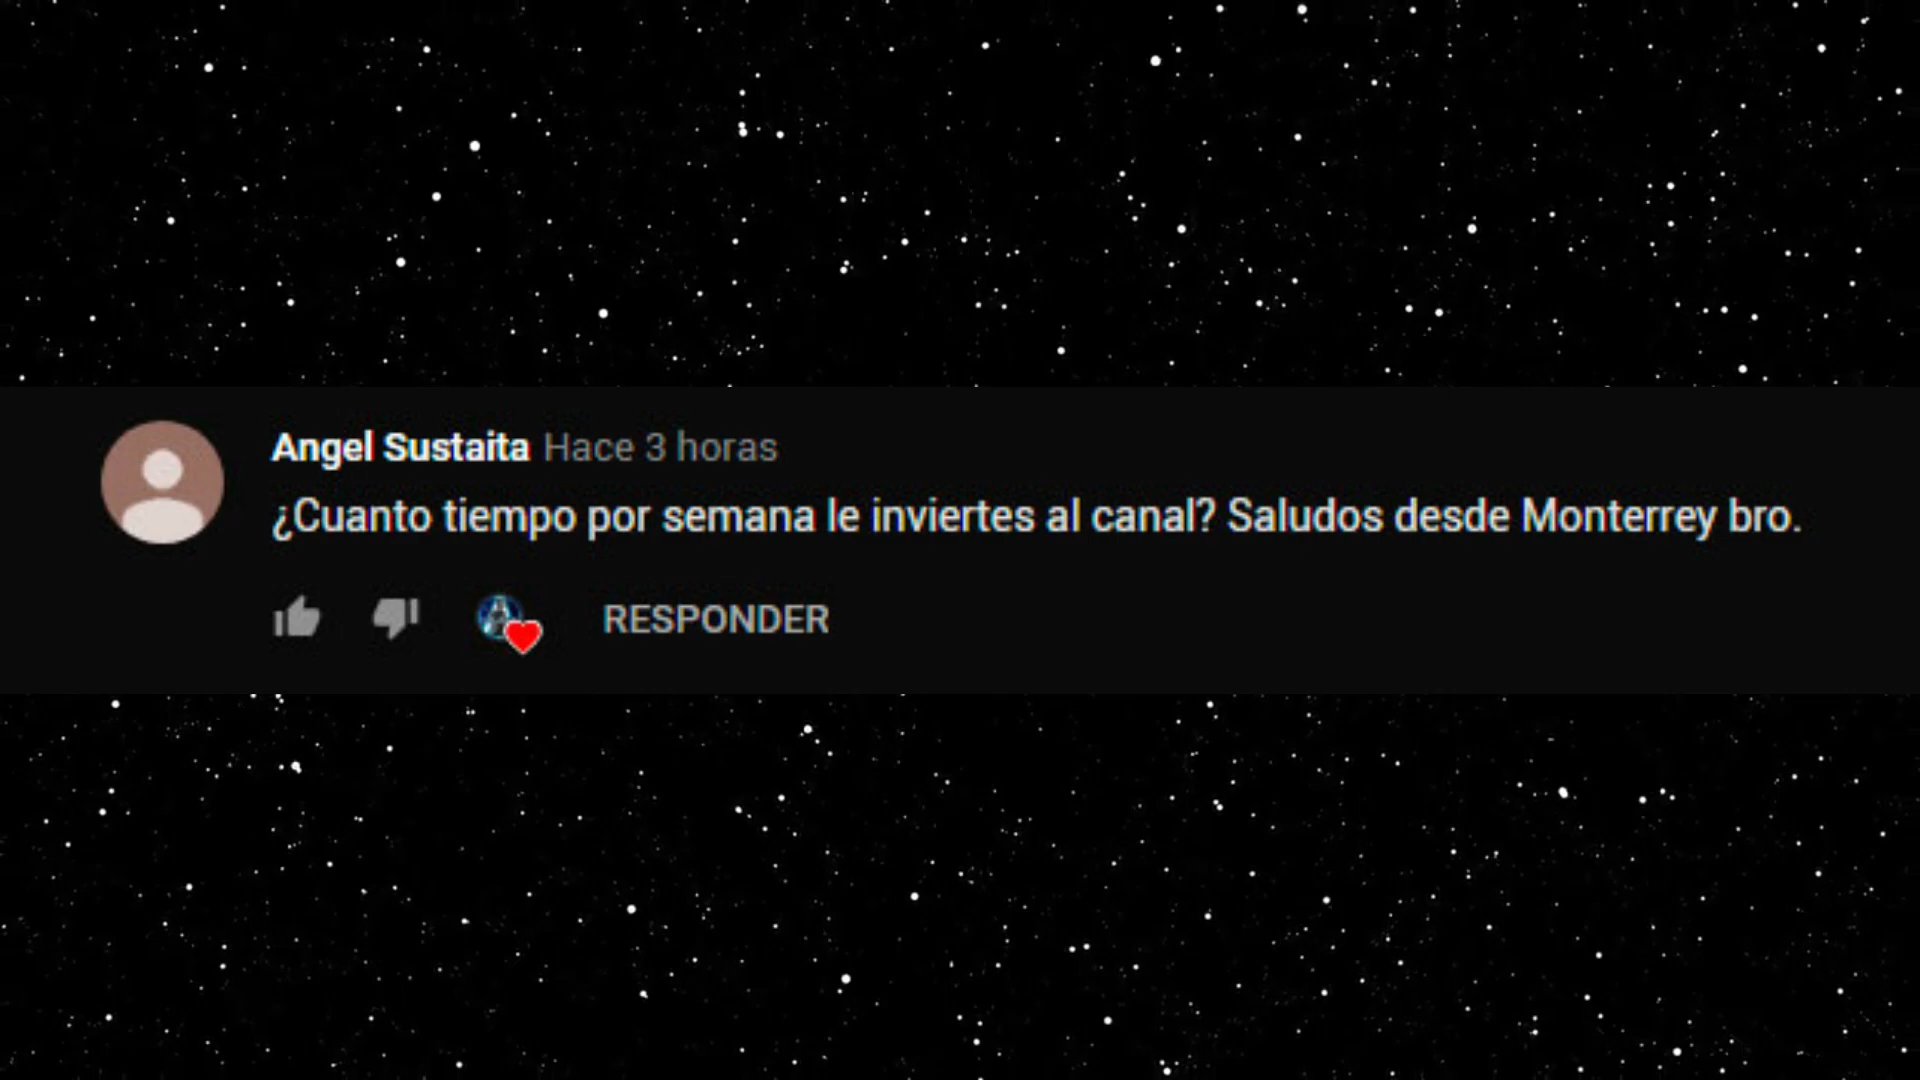 Angel Sustaita Hace 3 horas
¿Cuanto tiempo por semana le inviertes al canal? Saludos desde Monterrey bro.
RESPONDER